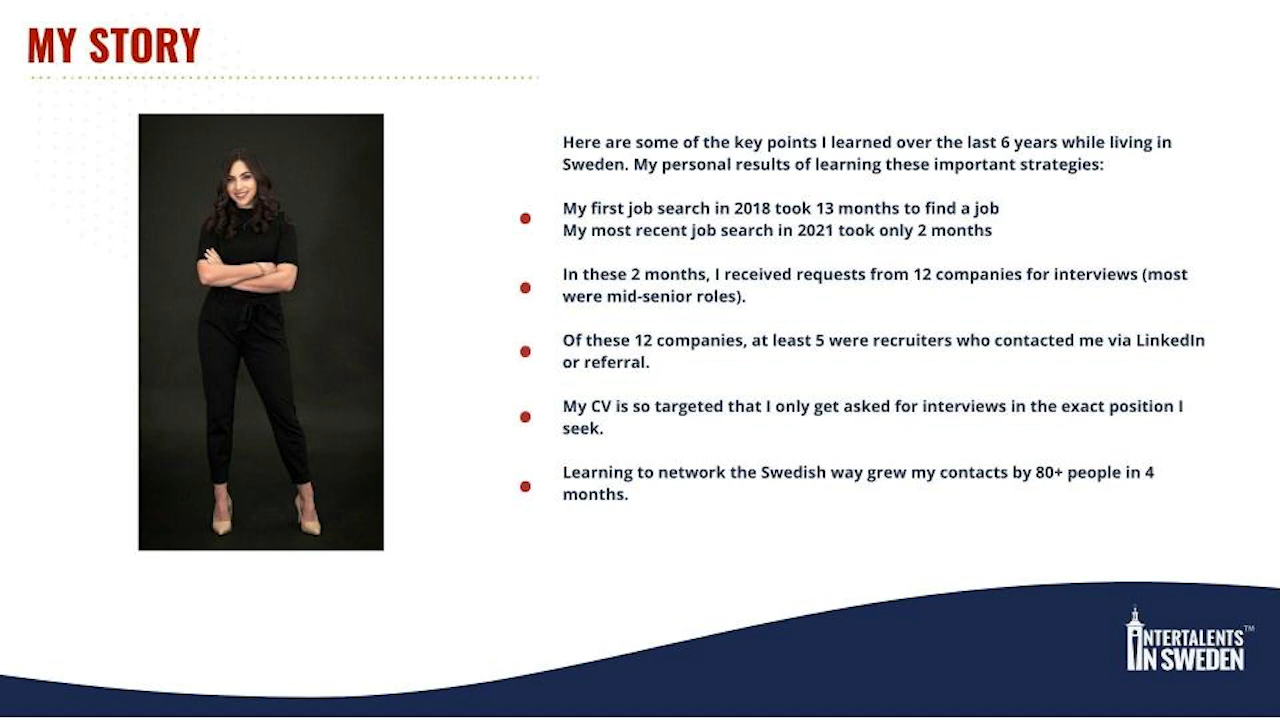 MY STORY
Here are some of the key points I learned over the last 6 years while living in
Sweden. My personal results of learning these important strategies:
My first job search in 2018 took 13 months to find a job
My most recent job search in 2021 took only 2 months
In these 2 months, I received requests from 12 companies for interviews (most
were mid-senior roles).
Of these 12 companies, at least 5 were recruiters who contacted me via LinkedIn
or referral.
My CV is so targeted that I only get asked for interviews in the exact position I
seek.
Learning to network the Swedish way grew my contacts by 80+ people in 4
months.
INTERTALENTS™
IN SWEDEN